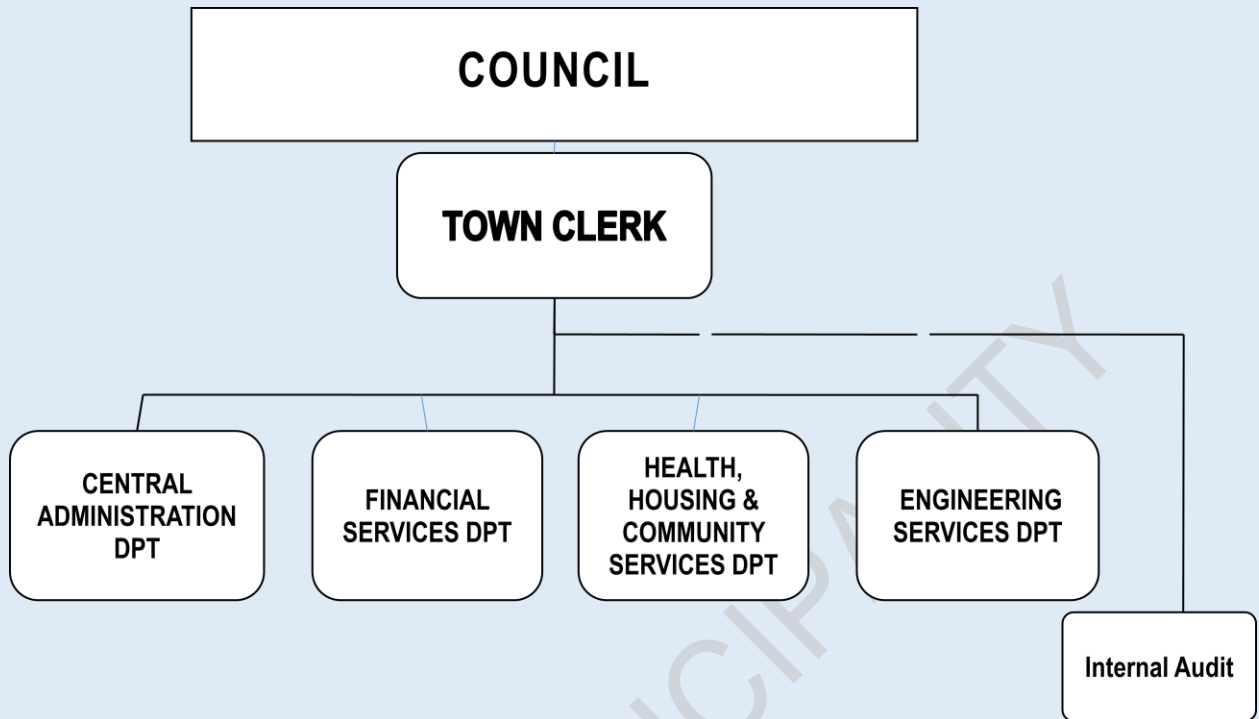 COUNCIL
TOWN CLERK
CENTRAL
ADMINISTRATION
DPT
FINANCIAL
SERVICES DPT
HEALTH,
HOUSING &
COMMUNITY
SERVICES DPT
ENGINEERING
SERVICES DPT
Internal Audit